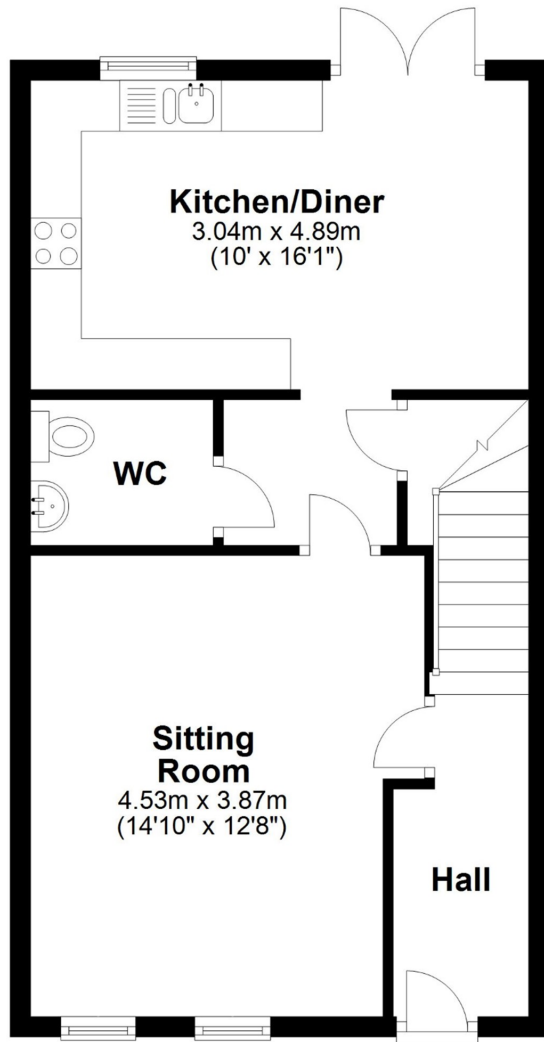 Kitchen/Diner
3.04m x 4.89m
(10' x 16'1")
WC
Sitting
Room
4.53m x 3.87m
(14'10" x 12'8")
Hall